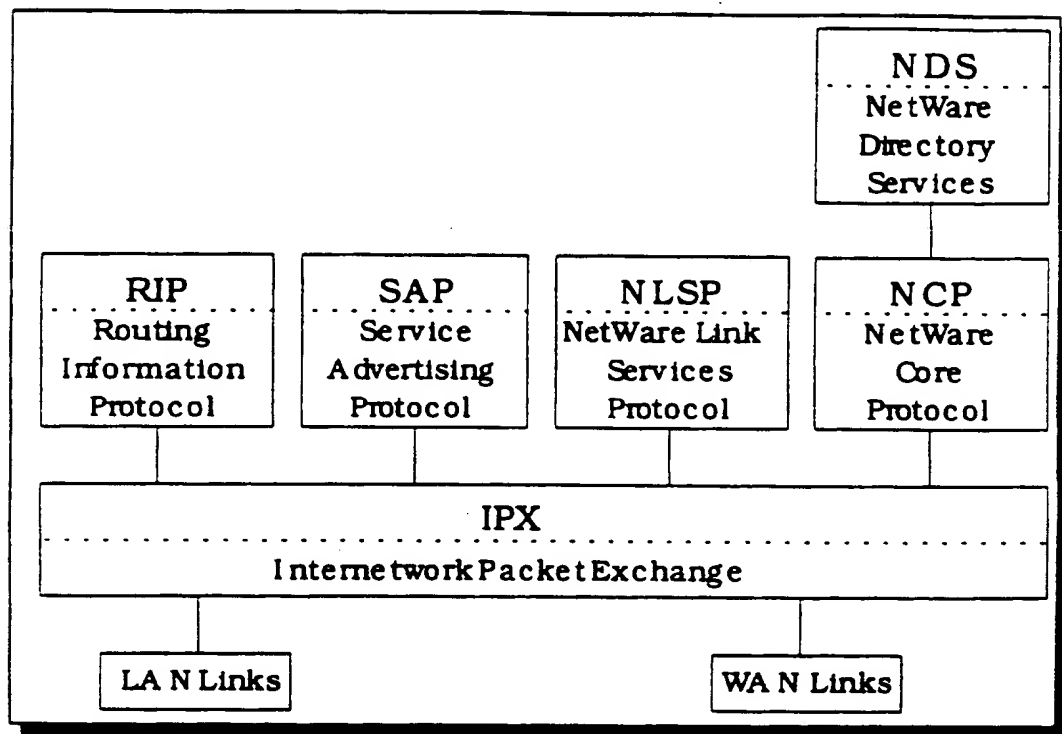 NDS
NetWare
Directory
Services
RIP
Routing
Information
Protocol
SAP
Service
Advertising
Protocol
NLSP
NetWare Link
Services
Protocol
NCP
NetWare
Core
Protocol
IPX
Internetwork Packet Exchange
LAN Links
WAN Links